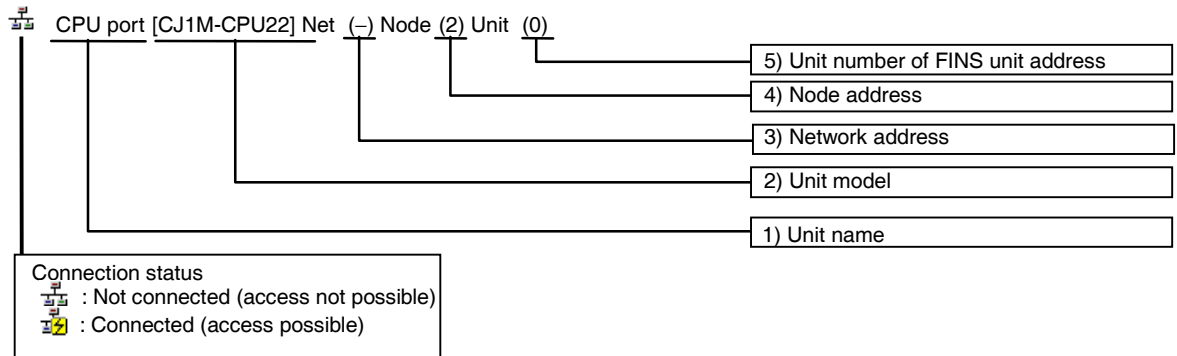 CPU port [CJ1M-CPU22] Net (–) Node (2) Unit (0)
5) Unit number of FINS unit address
4) Node address
3) Network address
2) Unit model
1) Unit name
Connection status
: Not connected (access not possible)
: Connected (access possible)